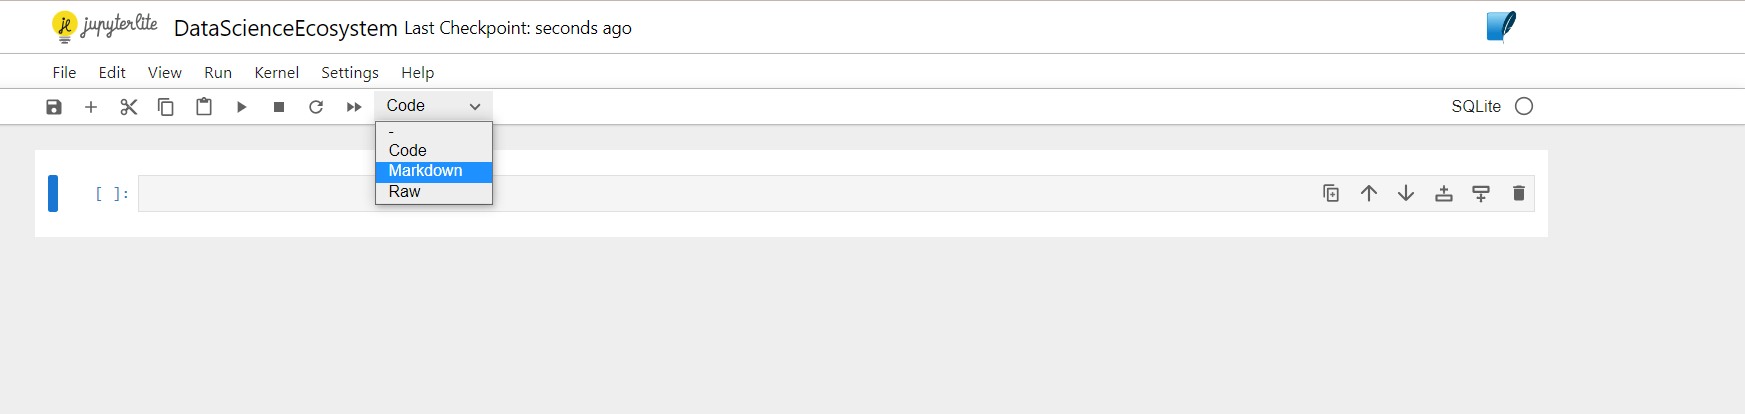 jupyterlite DataScienceEcosystem Last Checkpoint: seconds ago
File Edit View Run Kernel Settings Help
Code SQLite
-
Code
Markdown
Raw
[ ]: